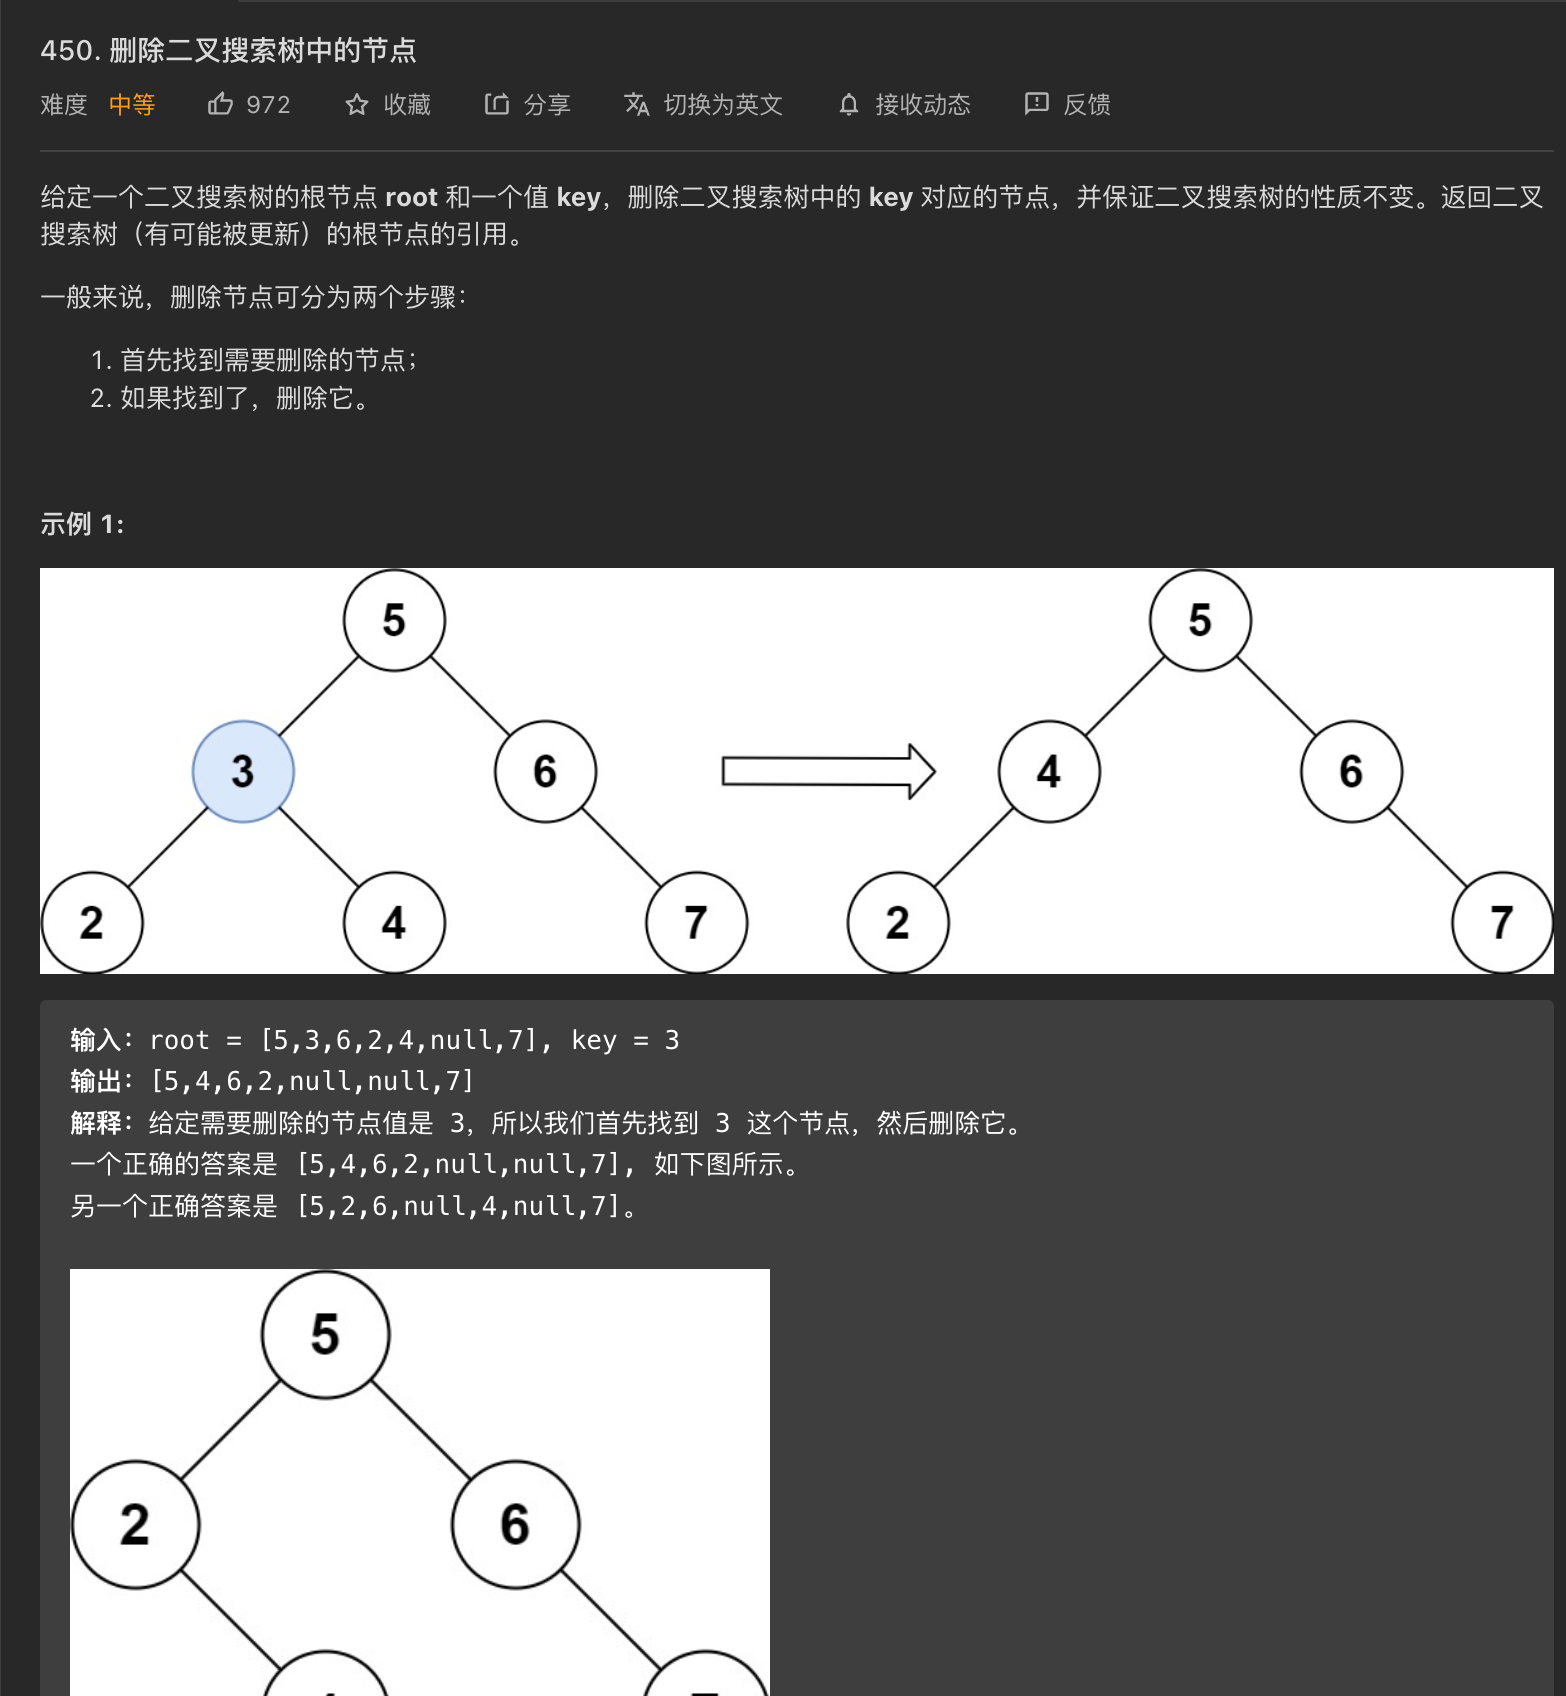 450. 删除二叉搜索树中的节点
难度 中等 972 收藏 分享 切换为英文 接收动态 反馈
给定一个二叉搜索树的根节点 root 和一个值 key，删除二叉搜索树中的 key 对应的节点，并保证二叉搜索树的性质不变。返回二叉
搜索树（有可能被更新）的根节点的引用。
一般来说，删除节点可分为两个步骤：
1. 首先找到需要删除的节点；
2. 如果找到了，删除它。
示例 1:
5 5
3 6 4 6
2 4 7 2 7
输入：root = [5,3,6,2,4,null,7], key = 3
输出：[5,4,6,2,null,null,7]
解释：给定需要删除的节点值是 3，所以我们首先找到 3 这个节点，然后删除它。
一个正确的答案是 [5,4,6,2,null,null,7], 如下图所示。
另一个正确答案是 [5,2,6,null,4,null,7]。
5
2 6